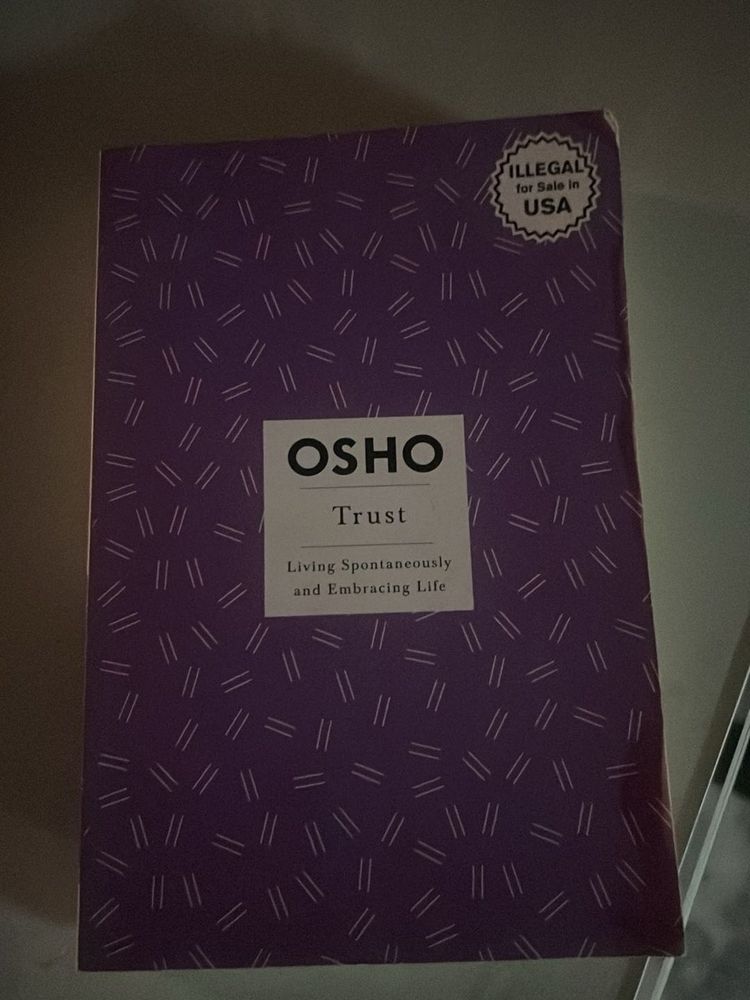 ILLEGAL
for Sale in
USA
OSHO
Trust
Living Spontaneously
and Embracing Life